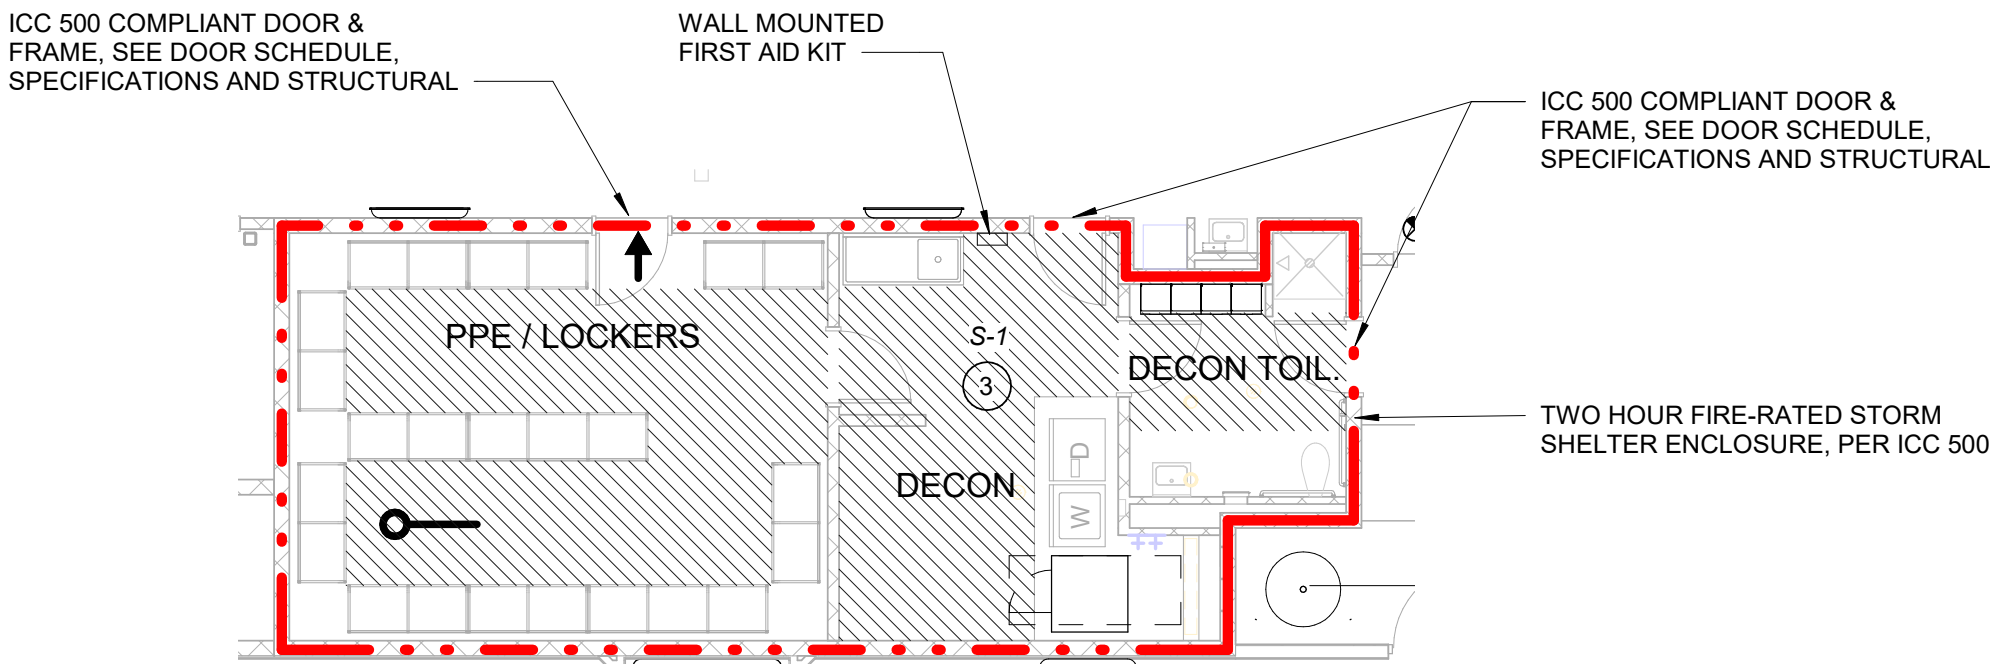 ICC 500 COMPLIANT DOOR &
FRAME, SEE DOOR SCHEDULE,
SPECIFICATIONS AND STRUCTURAL
WALL MOUNTED
FIRST AID KIT
ICC 500 COMPLIANT DOOR &
FRAME, SEE DOOR SCHEDULE,
SPECIFICATIONS AND STRUCTURAL
PPE / LOCKERS
S-1
3
DECON TOIL.
TWO HOUR FIRE-RATED STORM
SHELTER ENCLOSURE, PER ICC 500
DECON
D
W